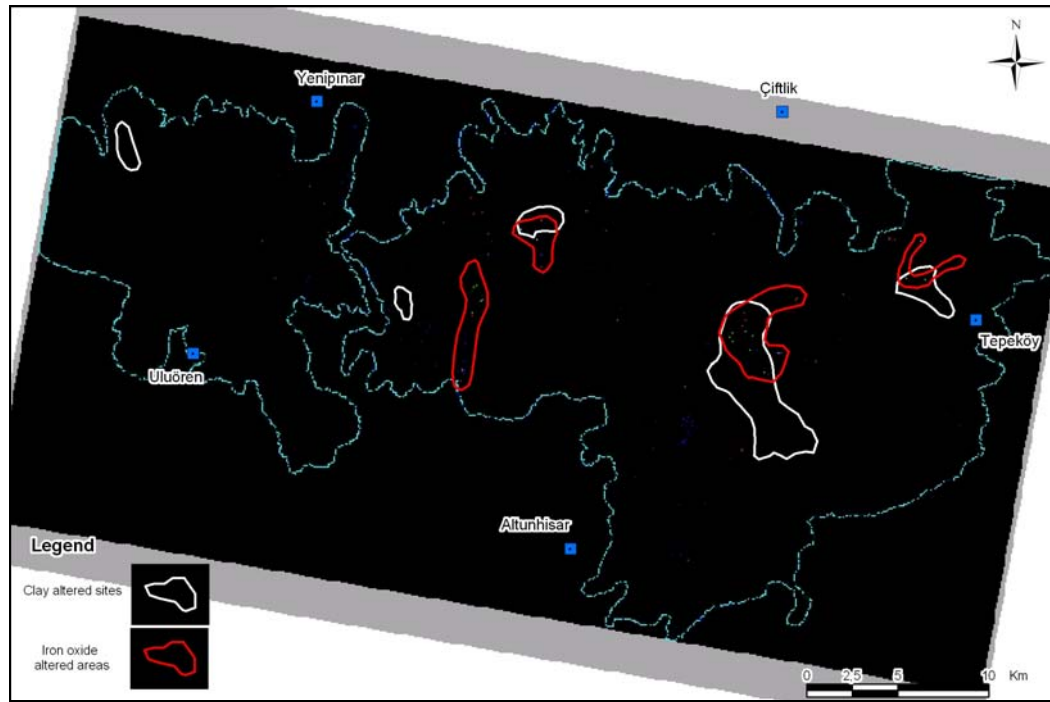 N
Yenipınar
Çiftlik
Tepeköy
Uluören
Altunhisar
Legend
Clay altered sites
Iron oxide
altered areas
0 2,5 5 10 Km